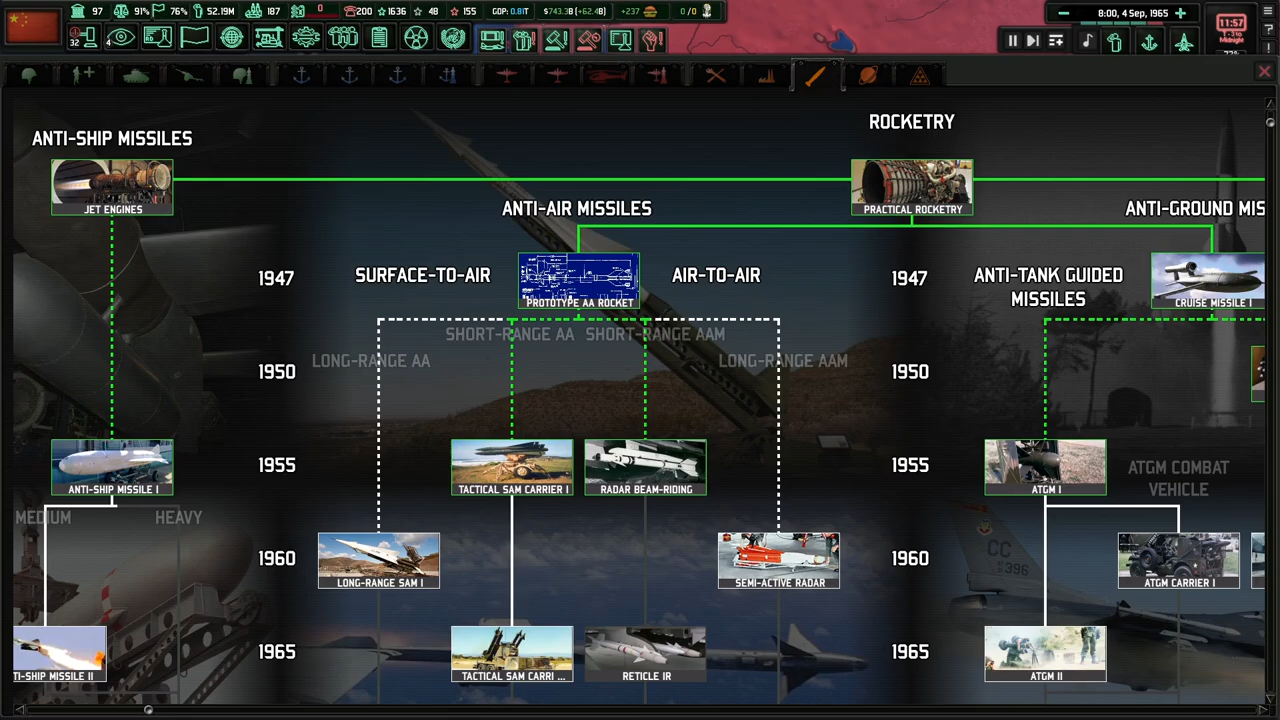 97 91% 76% 52.19M 187 0 200 1636 48 155 GDP: 0.81T $743.3B (+62.4B) +237 0/0
8:00, 4 Sep, 1965
11:57
32 4
ROCKETRY
ANTI-SHIP MISSILES
JET ENGINES
PRACTICAL ROCKETRY
ANTI-AIR MISSILES
ANTI-GROUND MIS
1947 SURFACE-TO-AIR AIR-TO-AIR 1947 ANTI-TANK GUIDED
MISSILES
PROTOTYPE AA ROCKET
CRUISE MISSILE I
SHORT-RANGE AA SHORT-RANGE AAM
LONG-RANGE AA LONG-RANGE AAM
1950 1950
1955 1955
ATGM COMBAT
VEHICLE
ANTI-SHIP MISSILE I
TACTICAL SAM CARRIER I
RADAR BEAM-RIDING
ATGM I
MEDIUM HEAVY
1960 1960
CC
396
LONG-RANGE SAM I
SEMI-ACTIVE RADAR
ATGM CARRIER I
1965 1965
TI-SHIP MISSILE II
TACTICAL SAM CARRI ...
RETICLE IR
ATGM II